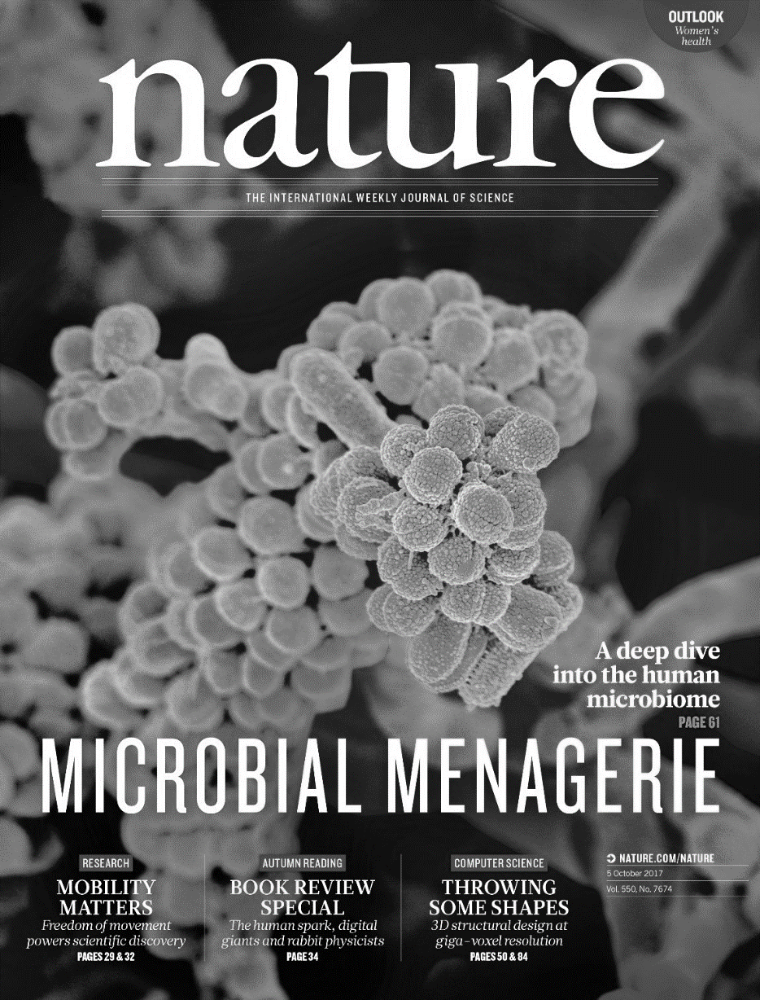 OUTLOOK
Women's
health
nature
THE INTERNATIONAL WEEKLY JOURNAL OF SCIENCE
A deep dive
into the human
microbiome
PAGE 61
MICROBIAL MENAGERIE
RESEARCH
MOBILITY
MATTERS
Freedom of movement
powers scientific discovery
PAGES 29 & 32
AUTUMN READING
BOOK REVIEW
SPECIAL
The human spark, digital
giants and rabbit physicists
PAGE 34
COMPUTER SCIENCE
THROWING
SOME SHAPES
3D structural design at
giga-voxel resolution
PAGES 50 & 84
NATURE.COM/NATURE
5 October 2017
Vol. 550, No. 7674